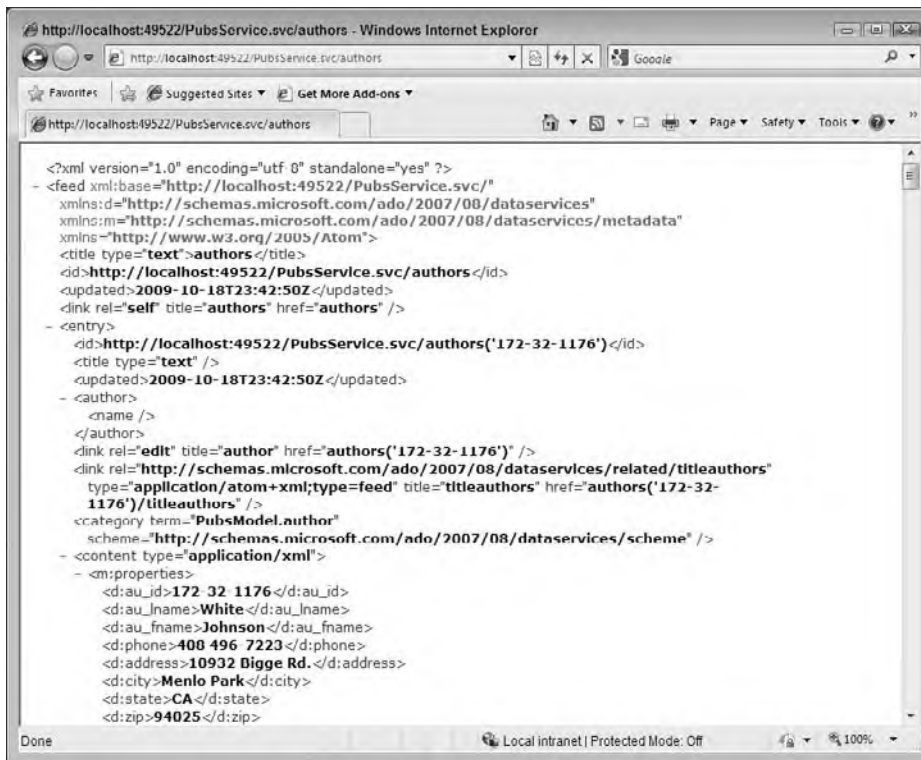 http://localhost:49522/PubsService.svc/authors - Windows Internet Explorer
http://localhost:49522/PubsService.svc/authors
Google
Favorites Suggested Sites Get More Add-ons
http://localhost:49522/PubsService.svc/authors
Page Safety Tools
<?xml version="1.0" encoding="utf-8" standalone="yes" ?>
- <feed xml:base="http://localhost:49522/PubsService.svc/"
xmlns:d="http://schemas.microsoft.com/ado/2007/08/dataservices"
xmlns:m="http://schemas.microsoft.com/ado/2007/08/dataservices/metadata"
xmlns="http://www.w3.org/2005/Atom">
<title type="text">authors</title>
<id>http://localhost:49522/PubsService.svc/authors</id>
<updated>2009-10-18T23:42:50Z</updated>
<link rel="self" title="authors" href="authors" />
- <entry>
<id>http://localhost:49522/PubsService.svc/authors('172-32-1176')</id>
<title type="text" />
<updated>2009-10-18T23:42:50Z</updated>
- <author>
<name />
</author>
<link rel="edit" title="author" href="authors('172-32-1176')" />
<link rel="http://schemas.microsoft.com/ado/2007/08/dataservices/related/titleauthors"
type="application/atom+xml;type=feed" title="titleauthors" href="authors('172-32-
1176')/titleauthors" />
<category term="PubsModel.author"
scheme="http://schemas.microsoft.com/ado/2007/08/dataservices/scheme" />
- <content type="application/xml">
- <m:properties>
<d:au_id>172-32-1176</d:au_id>
<d:au_lname>White</d:au_lname>
<d:au_fname>Johnson</d:au_fname>
<d:phone>408 496-7223</d:phone>
<d:address>10932 Bigge Rd.</d:address>
<d:city>Menlo Park</d:city>
<d:state>CA</d:state>
<d:zip>94025</d:zip>
Done
Local intranet | Protected Mode: Off
100%